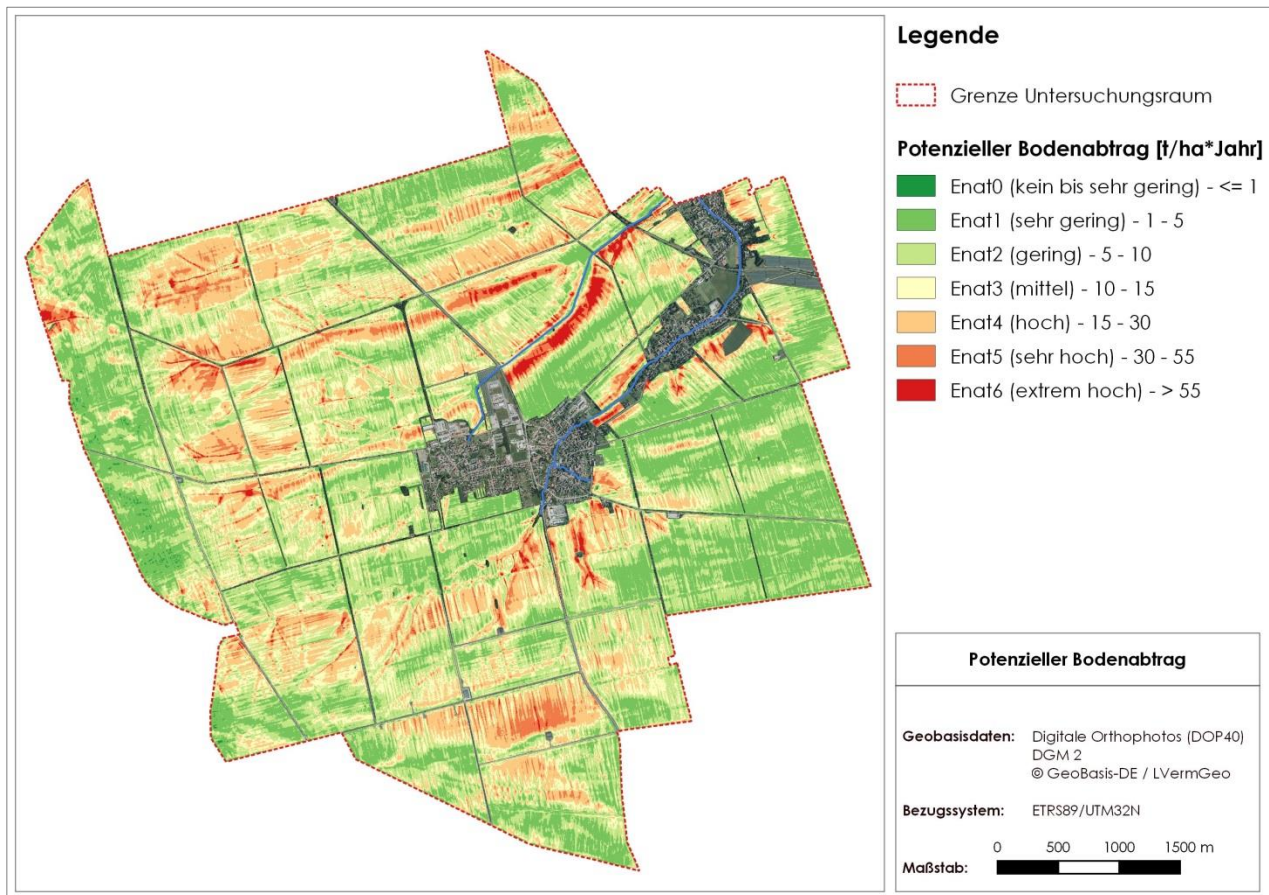 Legende
Grenze Untersuchungsraum
Potenzieller Bodenabtrag [t/ha*Jahr]
Enat0 (kein bis sehr gering) - <= 1
Enat1 (sehr gering) - 1 - 5
Enat2 (gering) - 5 - 10
Enat3 (mittel) - 10 - 15
Enat4 (hoch) - 15 - 30
Enat5 (sehr hoch) - 30 - 55
Enat6 (extrem hoch) - > 55
Potenzieller Bodenabtrag
Geobasisdaten: Digitale Orthophotos (DOP40)
DGM 2
© GeoBasis-DE / LVermGeo
Bezugssystem: ETRS89/UTM32N
0 500 1000 1500 m
Maßstab: